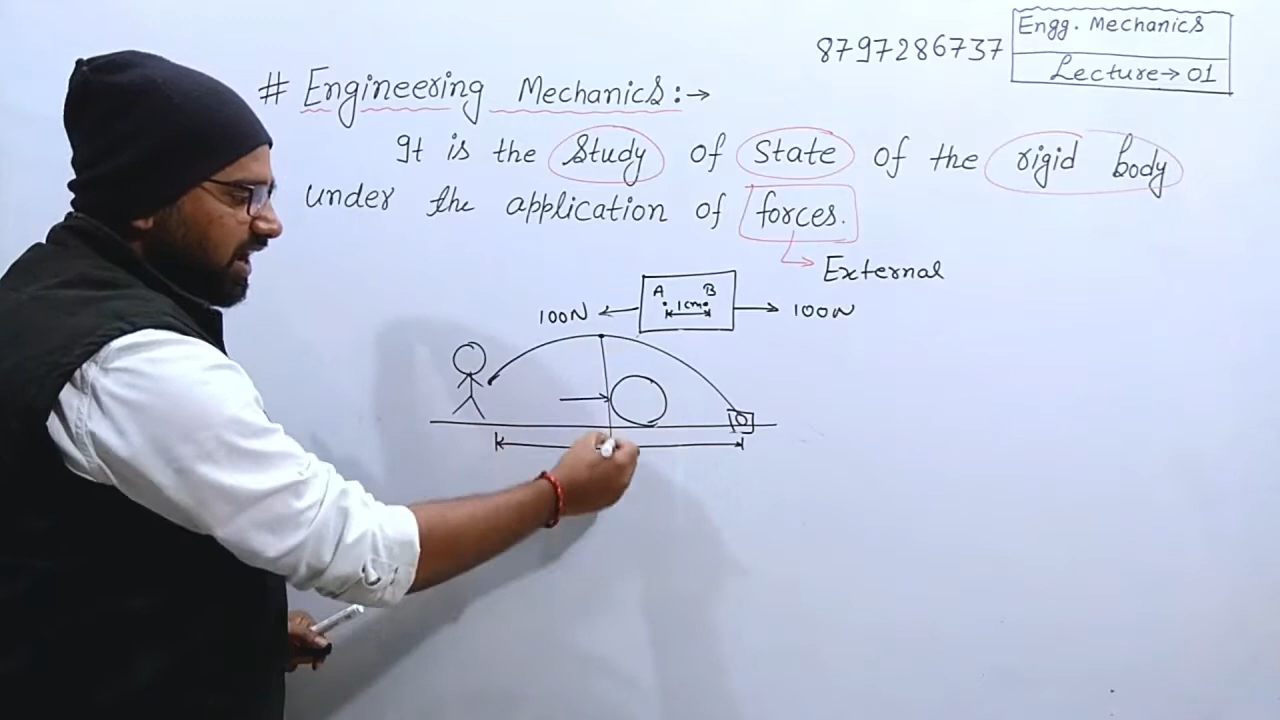 8797286737
Engg. Mechanics
Lecture→01
# Engineering Mechanics:→
It is the study of state of the rigid body
under the application of forces.
External
A B
1cm
100N
100N